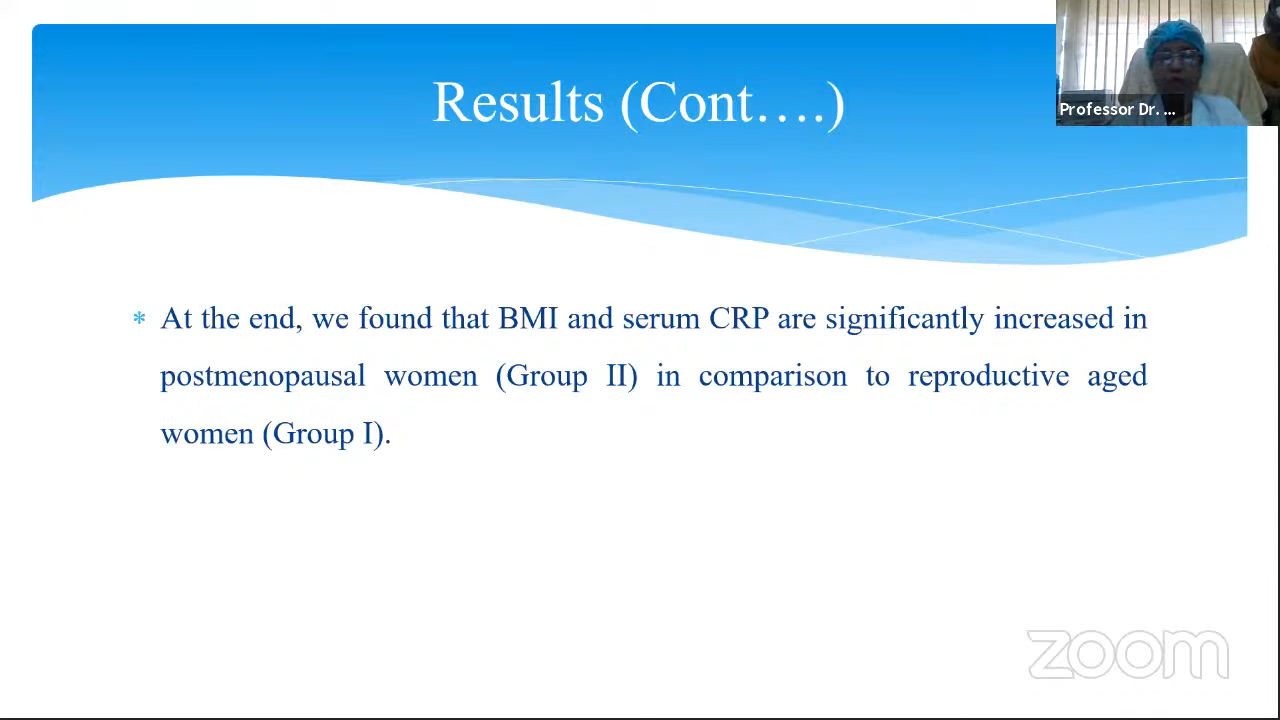 Results (Cont….)
Professor Dr. ...
* At the end, we found that BMI and serum CRP are significantly increased in
postmenopausal women (Group II) in comparison to reproductive aged
women (Group I).
zoom